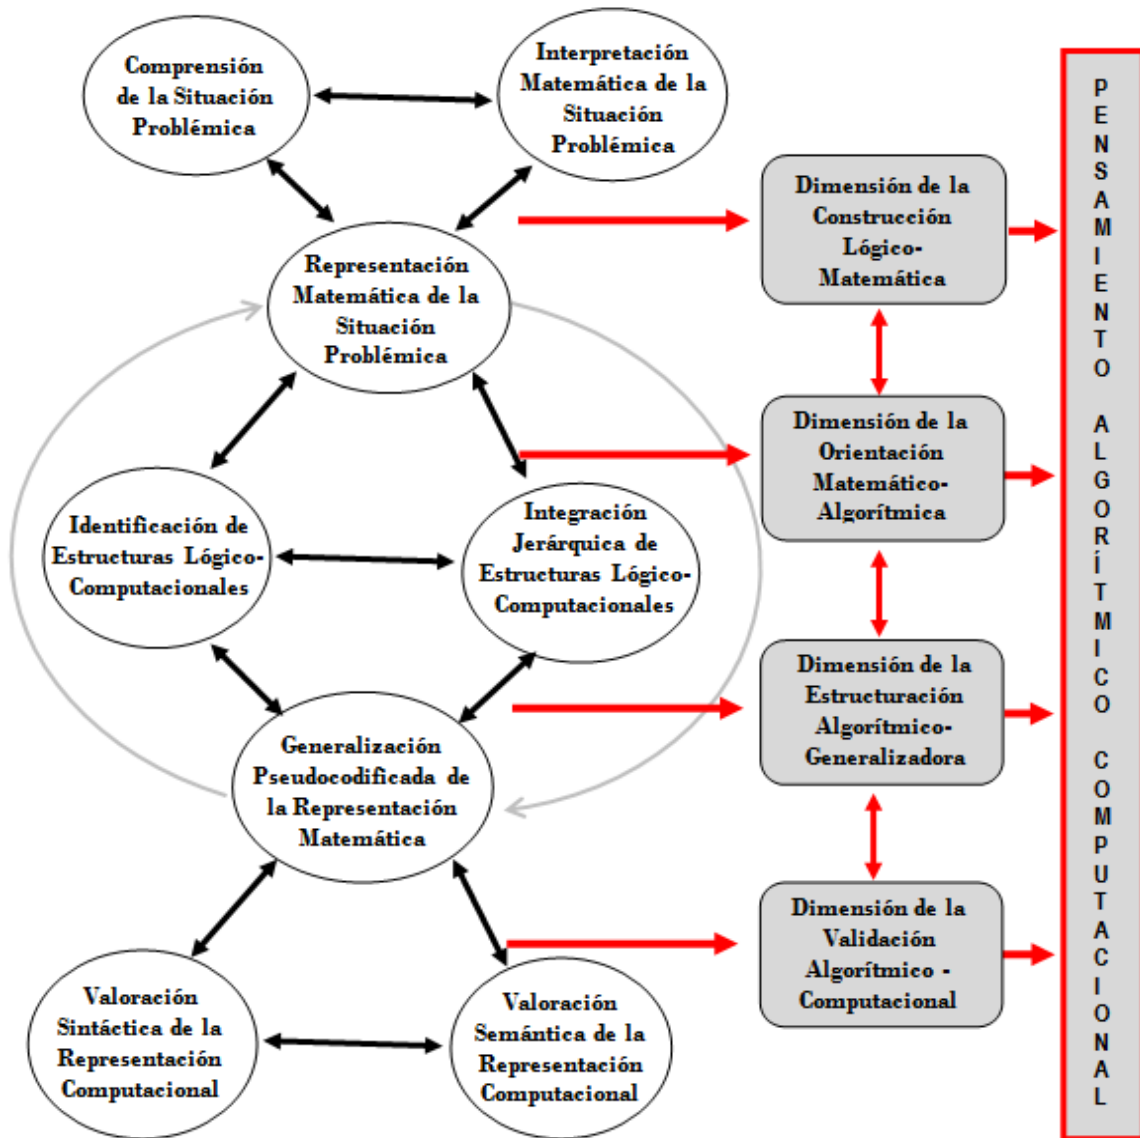 Comprensión
de la Situación
Problémica
Interpretación
Matemática de la
Situación
Problémica
Representación
Matemática de la
Situación
Problémica
Identificación de
Estructuras Lógico-
Computacionales
Integración
Jerárquica de
Estructuras Lógico-
Computacionales
Generalización
Pseudocodificada de
la Representación
Matemática
Valoración
Sintáctica de la
Representación
Computacional
Valoración
Semántica de la
Representación
Computacional
Dimensión de la
Construcción
Lógico-
Matemática
Dimensión de la
Orientación
Matemático-
Algorítmica
Dimensión de la
Estructuración
Algorítmico-
Generalizadora
Dimensión de la
Validación
Algorítmico -
Computacional
PENSAMIENTO ALGORÍTMICO COMPUTACIONAL